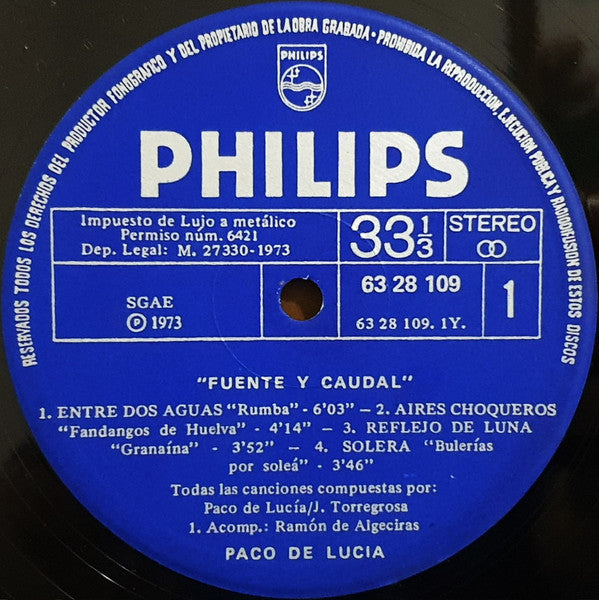 RESERVADOS TODOS LOS DERECHOS DEL PRODUCTOR FONOGRAFICO Y DEL PROPIETARIO DE LA OBRA GRABADA • PROHIBIDA LA REPRODUCCION, EJECUCION PUBLICA Y RADIODIFUSION DE ESTOS DISCOS
PHILIPS
PHILIPS
Impuesto de Lujo a metálico
Permiso núm. 6421
Dep. Legal: M. 27330-1973
33 1/3
STEREO
SGAE
Ⓟ 1973
63 28 109
63 28 109. 1Y.
1
"FUENTE Y CAUDAL"
1. ENTRE DOS AGUAS "Rumba" - 6'03" – 2. AIRES CHOQUEROS
"Fandangos de Huelva" - 4'14" – 3. REFLEJO DE LUNA
"Granaína" - 3'52" – 4. SOLERA "Bulerías
por soleá" - 3'46"
Todas las canciones compuestas por:
Paco de Lucía/J. Torregrosa
1. Acomp.: Ramón de Algeciras
PACO DE LUCIA